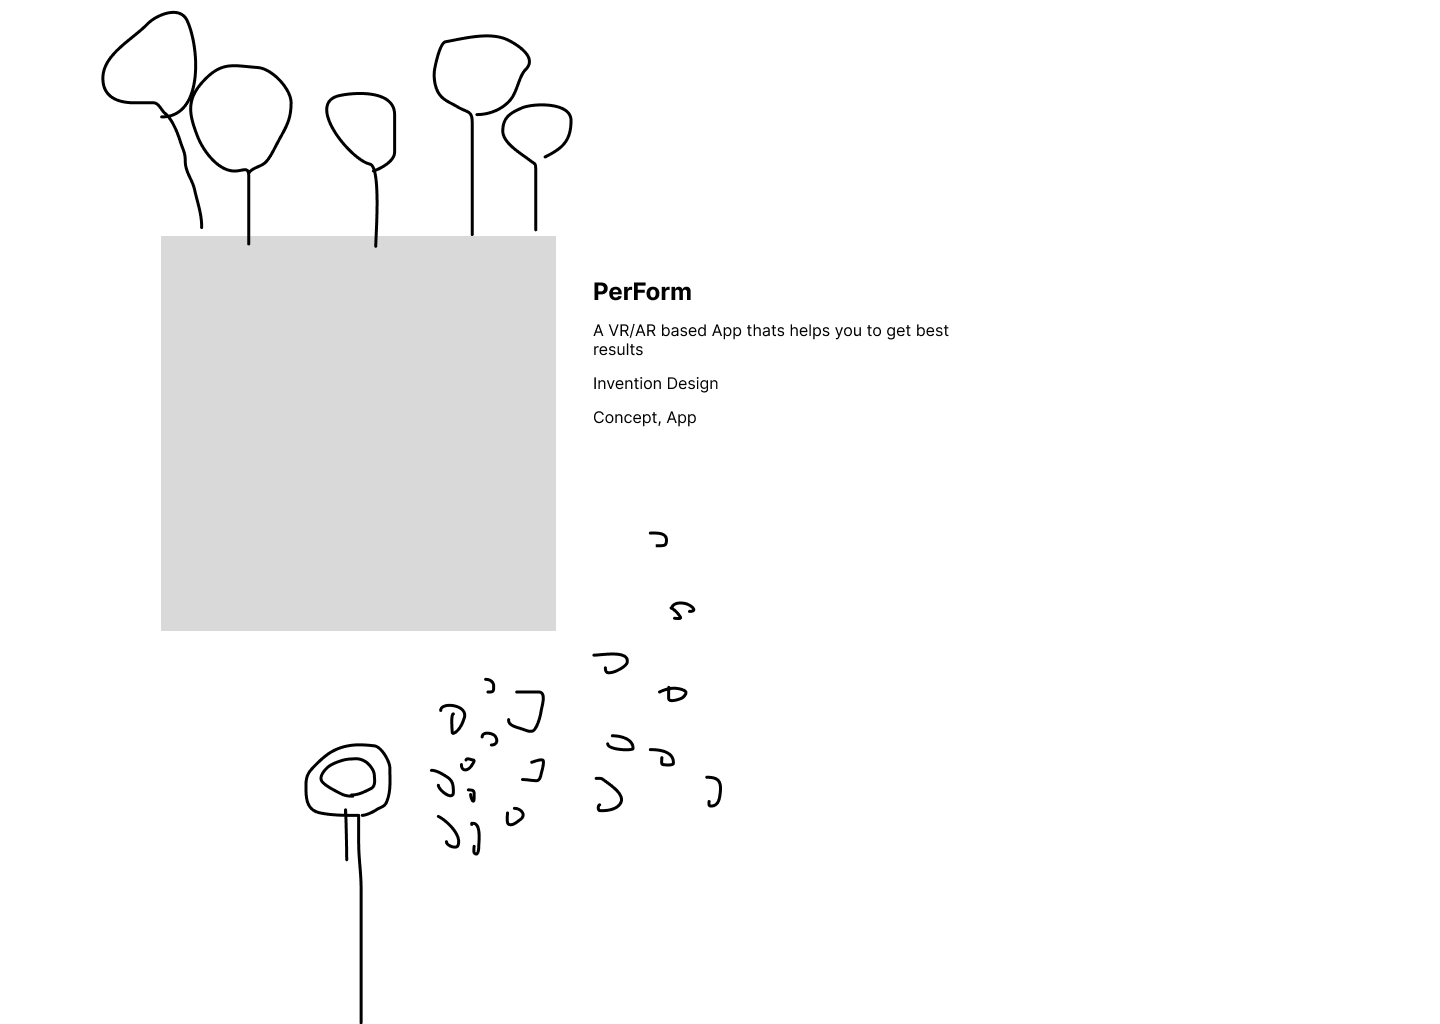 PerForm
A VR/AR based App thats helps you to get best
results
Invention Design
Concept, App